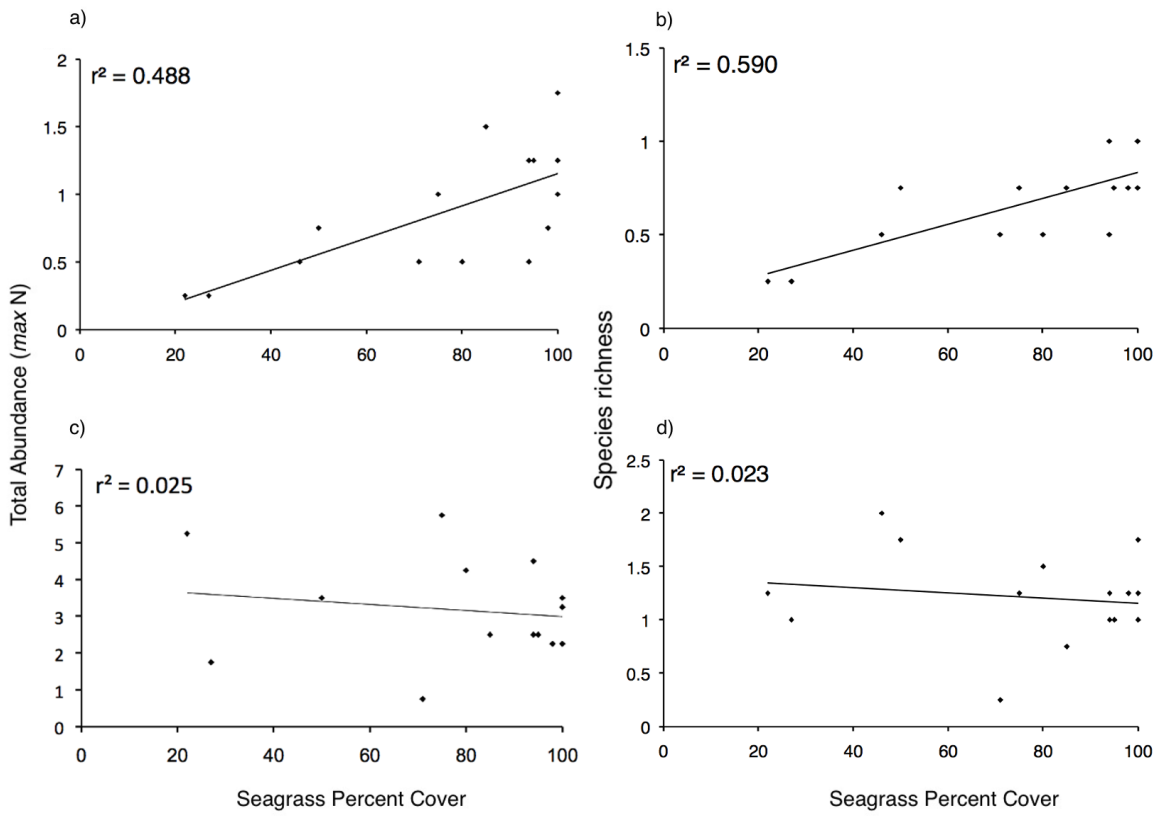 a)
r² = 0.488
2
1.5
1
0.5
0
0 20 40 60 80 100
b)
r² = 0.590
1.5
1
0.5
0
0 20 40 60 80 100
Total Abundance (max N)
Species richness
c)
r² = 0.025
7
6
5
4
3
2
1
0
0 20 40 60 80 100
Seagrass Percent Cover
d)
r² = 0.023
2.5
2
1.5
1
0.5
0
0 20 40 60 80 100
Seagrass Percent Cover